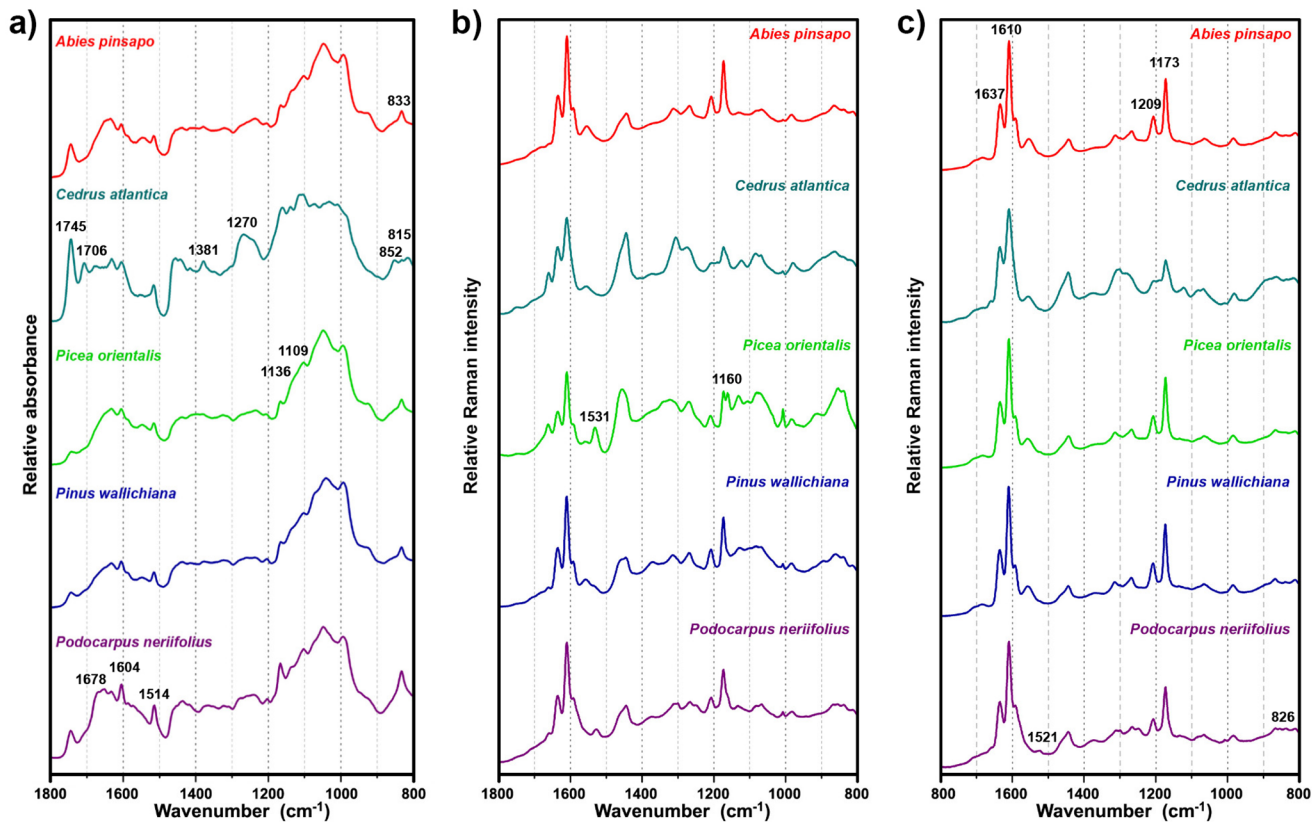 a)
Relative absorbance
Abies pinsapo
833
Cedrus atlantica
1745
1706
1381
1270
815
852
Picea orientalis
1109
1136
Pinus wallichiana
Podocarpus neriifolius
1678
1604
1514
1800 1600 1400 1200 1000 800
Wavenumber (cm-1)
b)
Relative Raman intensity
Abies pinsapo
Cedrus atlantica
Picea orientalis
1160
1531
Pinus wallichiana
Podocarpus neriifolius
1800 1600 1400 1200 1000 800
Wavenumber (cm-1)
c)
Relative Raman intensity
1610
Abies pinsapo
1173
1637
1209
Cedrus atlantica
Picea orientalis
Pinus wallichiana
Podocarpus neriifolius
826
1521
800 1600 1400 1200 1000 800
Wavenumber (cm-1)